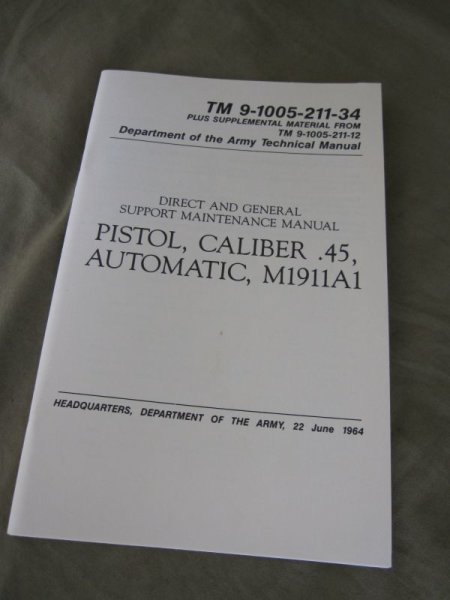 TM 9-1005-211-34
PLUS SUPPLEMENTAL MATERIAL FROM
TM 9-1005-211-12
Department of the Army Technical Manual
DIRECT AND GENERAL
SUPPORT MAINTENANCE MANUAL
PISTOL, CALIBER .45,
AUTOMATIC, M1911A1
HEADQUARTERS, DEPARTMENT OF THE ARMY, 22 June 1964